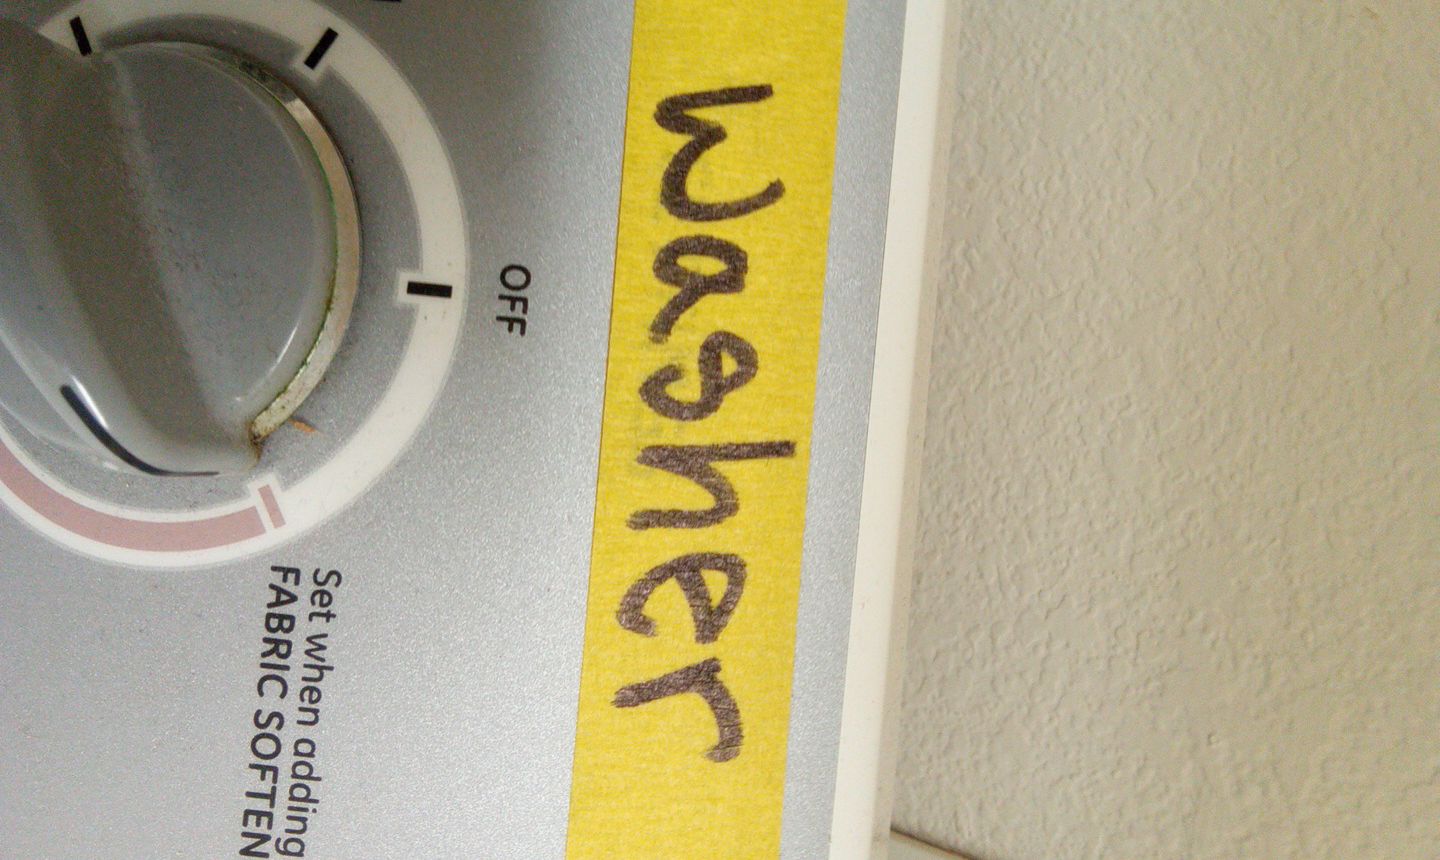 washer
OFF
Set when adding
FABRIC SOFTEN